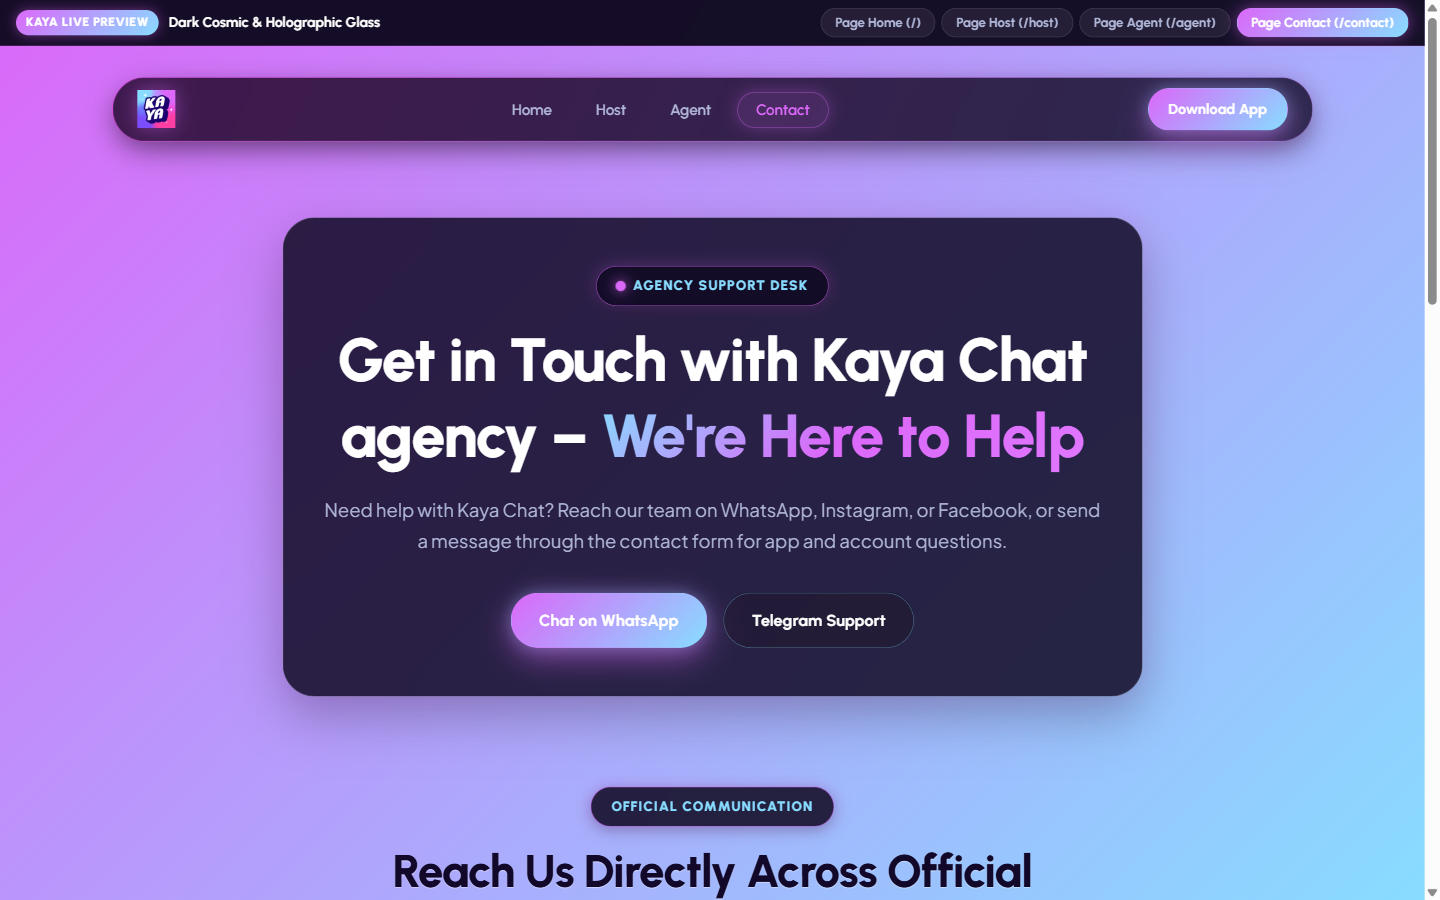 KAYA LIVE PREVIEW
Dark Cosmic & Holographic Glass
Page Home (/)
Page Host (/host)
Page Agent (/agent)
Page Contact (/contact)
KA
YA
Home
Host
Agent
Contact
Download App
AGENCY SUPPORT DESK
Get in Touch with Kaya Chat
agency – We're Here to Help
Need help with Kaya Chat? Reach our team on WhatsApp, Instagram, or Facebook, or send
a message through the contact form for app and account questions.
Chat on WhatsApp
Telegram Support
OFFICIAL COMMUNICATION
Reach Us Directly Across Official